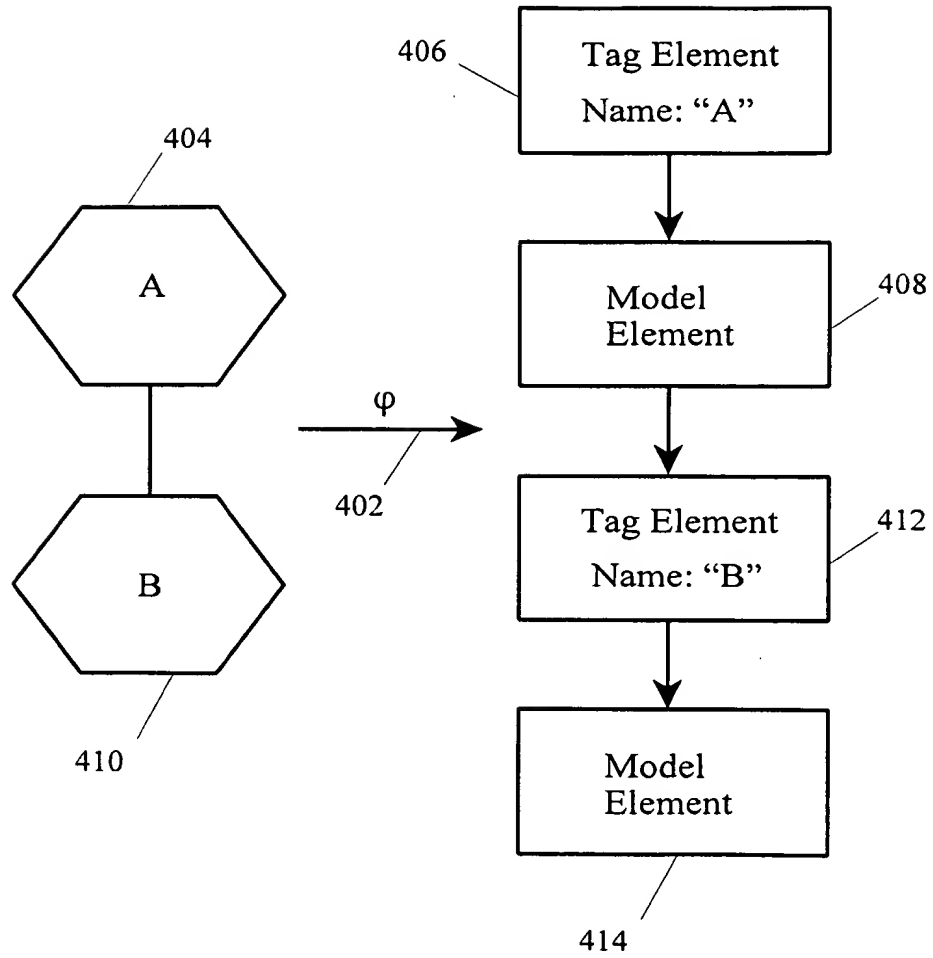 406
Tag Element
Name: “A”
404
A
408
Model
Element
φ
402
412
Tag Element
Name: “B”
B
410
Model
Element
414